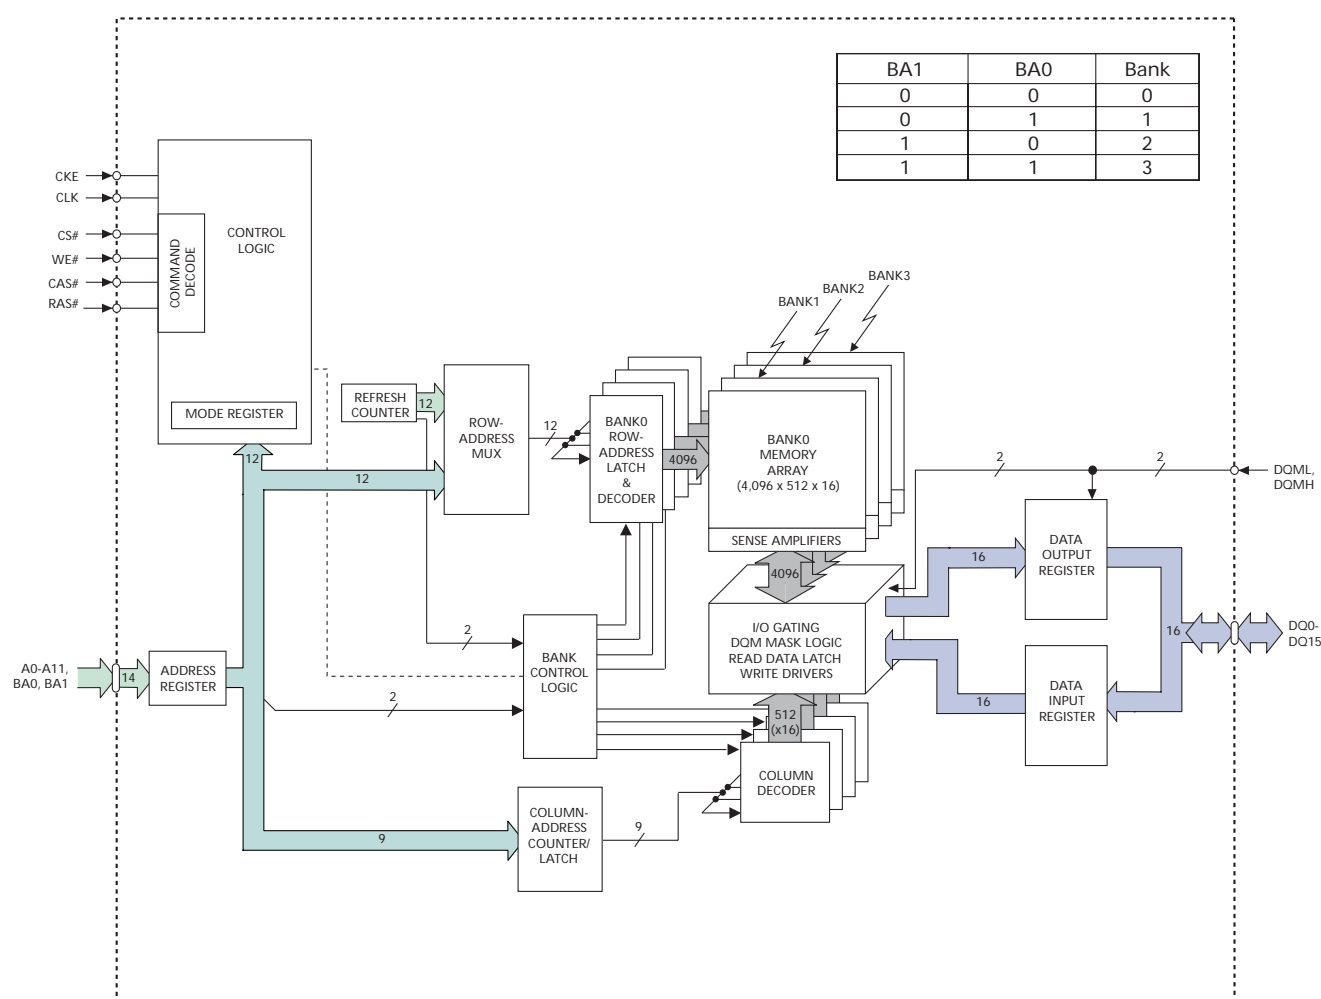 BA1 BA0 Bank
0 0 0
0 1 1
1 0 2
1 1 3
CKE
CLK
CS#
WE#
CAS#
RAS#
COMMAND
DECODE
CONTROL
LOGIC
MODE REGISTER
12
12
REFRESH
COUNTER
12
ROW-
ADDRESS
MUX
12
BANK0
ROW-
ADDRESS
LATCH
&
DECODER
4096
BANK1
BANK2
BANK3
BANK0
MEMORY
ARRAY
(4,096 x 512 x 16)
SENSE AMPLIFIERS
4096
I/O GATING
DQM MASK LOGIC
READ DATA LATCH
WRITE DRIVERS
512
(x16)
COLUMN
DECODER
2
2
DQML,
DQMH
DATA
OUTPUT
REGISTER
16
16
DQ0-
DQ15
DATA
INPUT
REGISTER
16
A0-A11,
BA0, BA1
14
ADDRESS
REGISTER
2
2
BANK
CONTROL
LOGIC
9
COLUMN-
ADDRESS
COUNTER/
LATCH
9